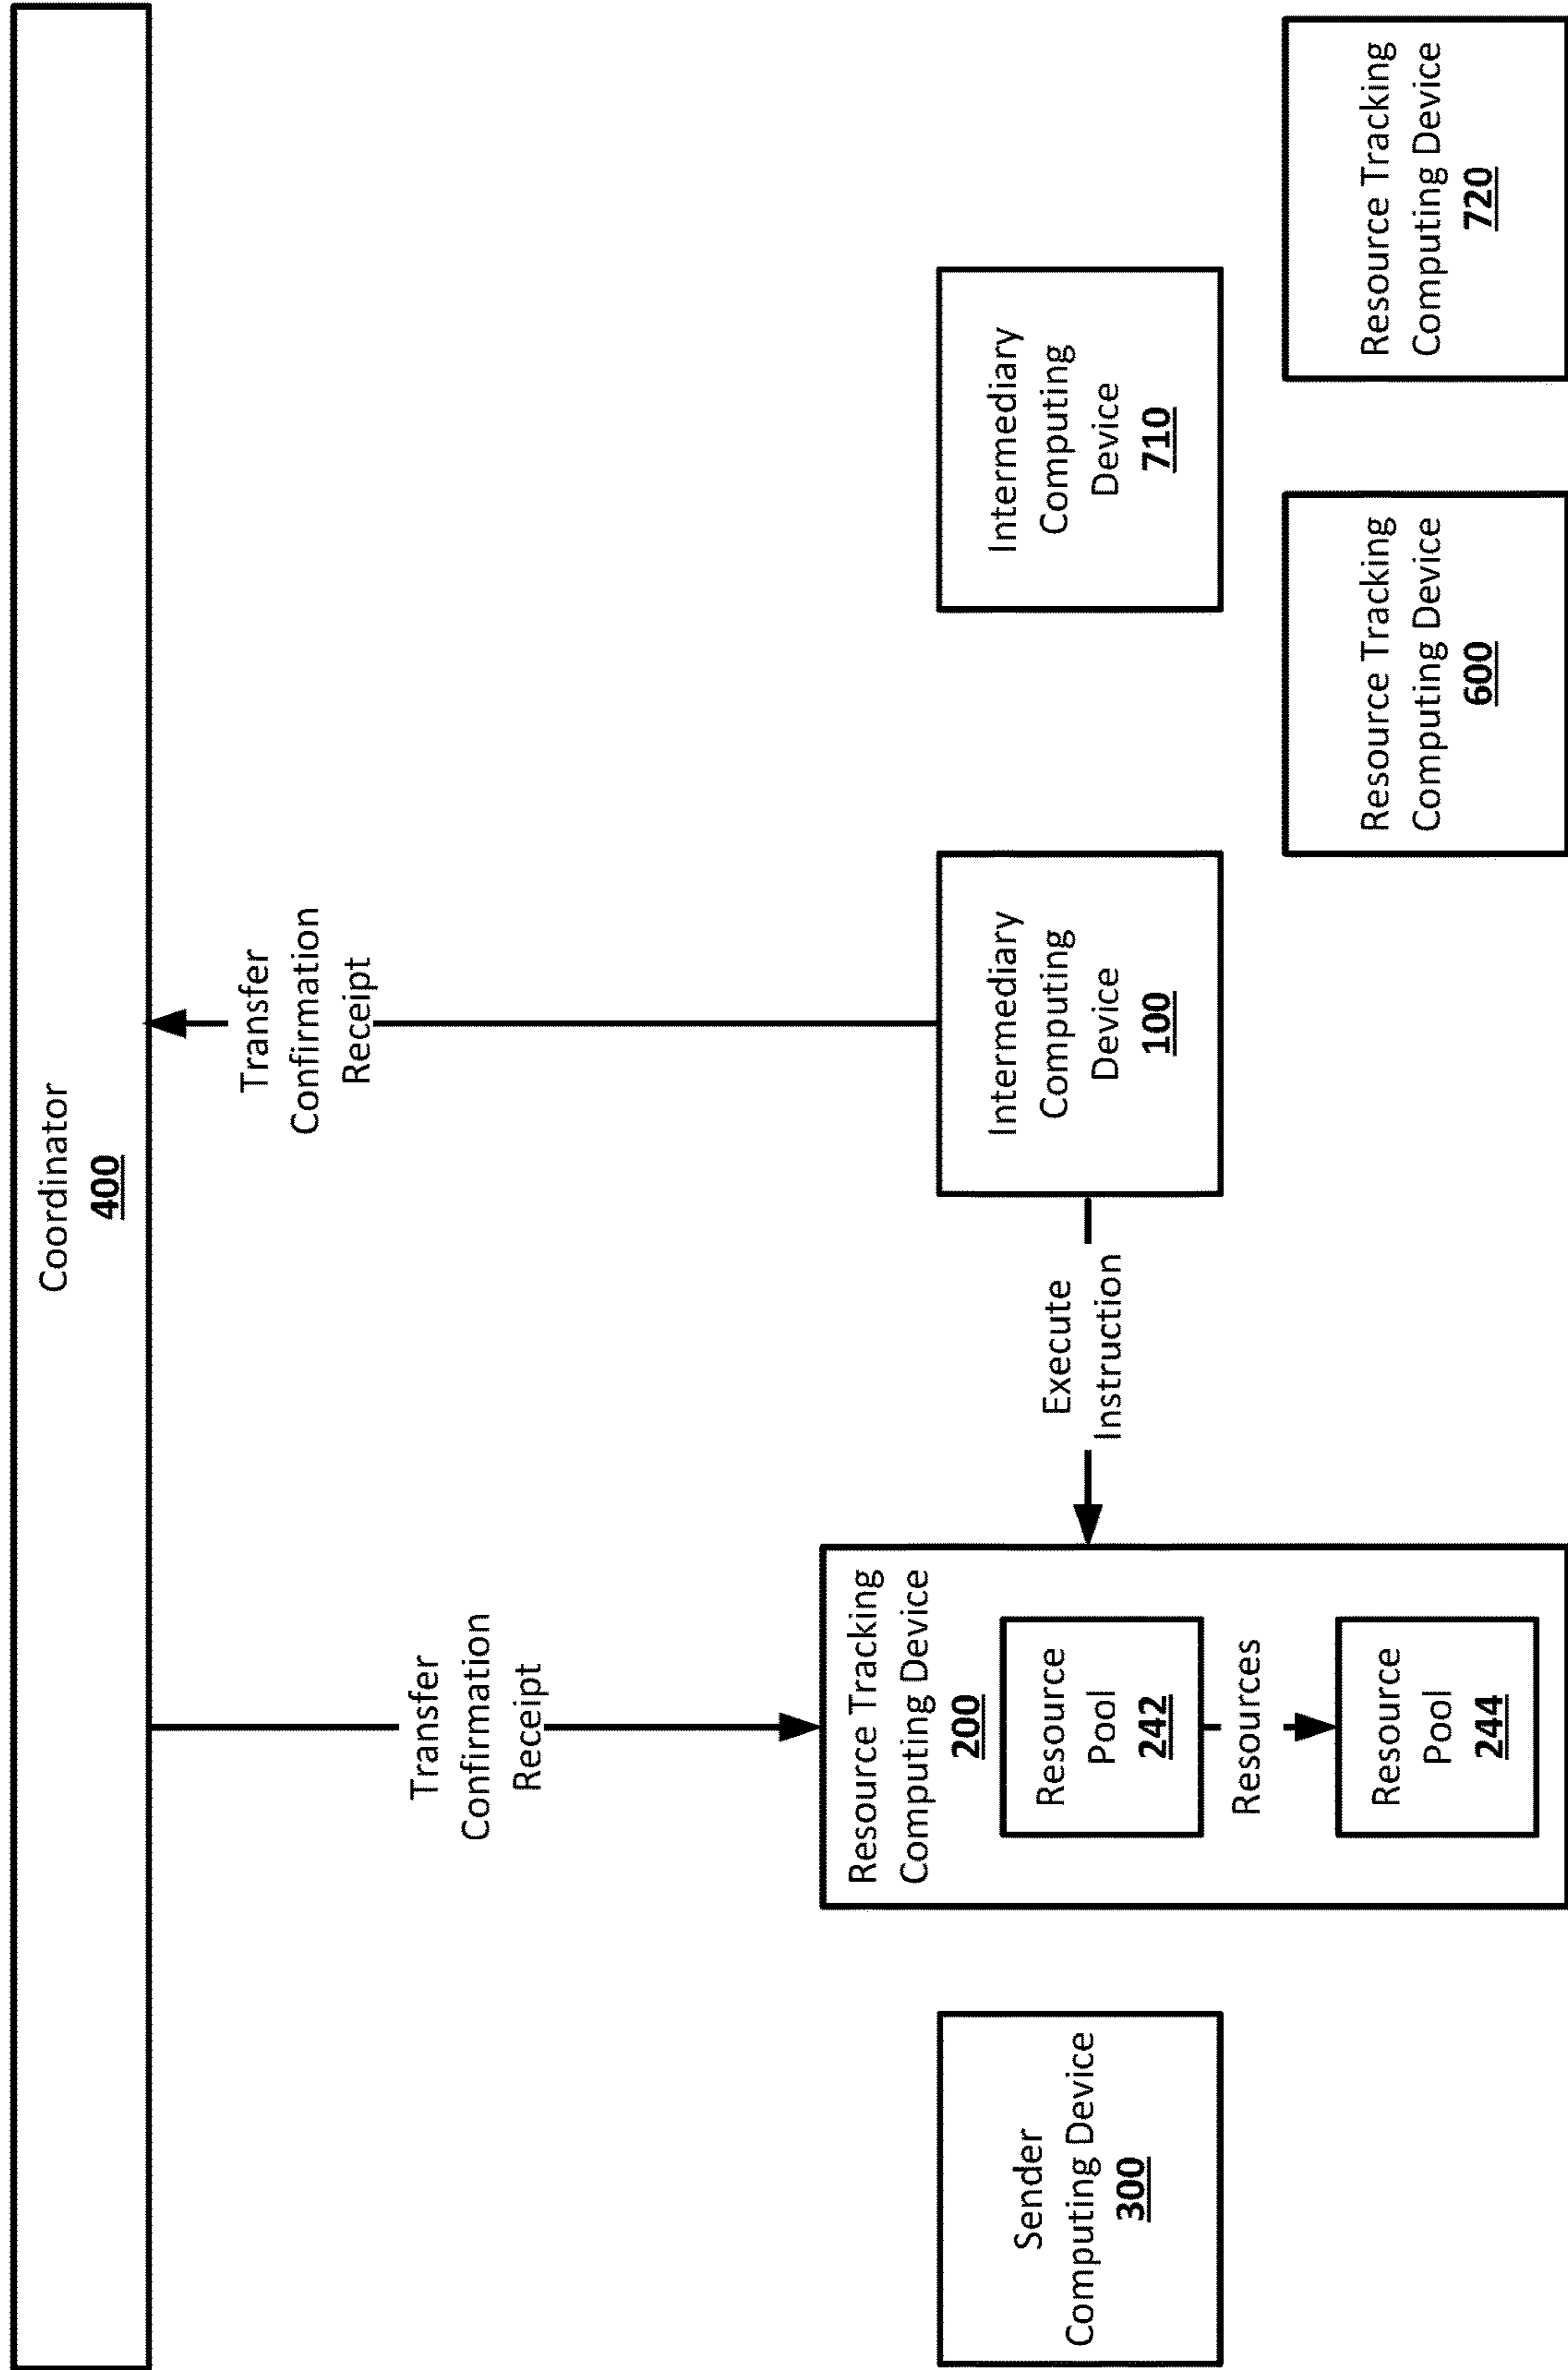 Coordinator
400
Transfer
Confirmation
Receipt
Transfer
Confirmation
Receipt
Sender
Computing Device
300
Resource Tracking
Computing Device
200
Resource
Pool
242
Resources
Resource
Pool
244
Execute
Instruction
Intermediary
Computing
Device
100
Intermediary
Computing
Device
710
Resource Tracking
Computing Device
600
Resource Tracking
Computing Device
720